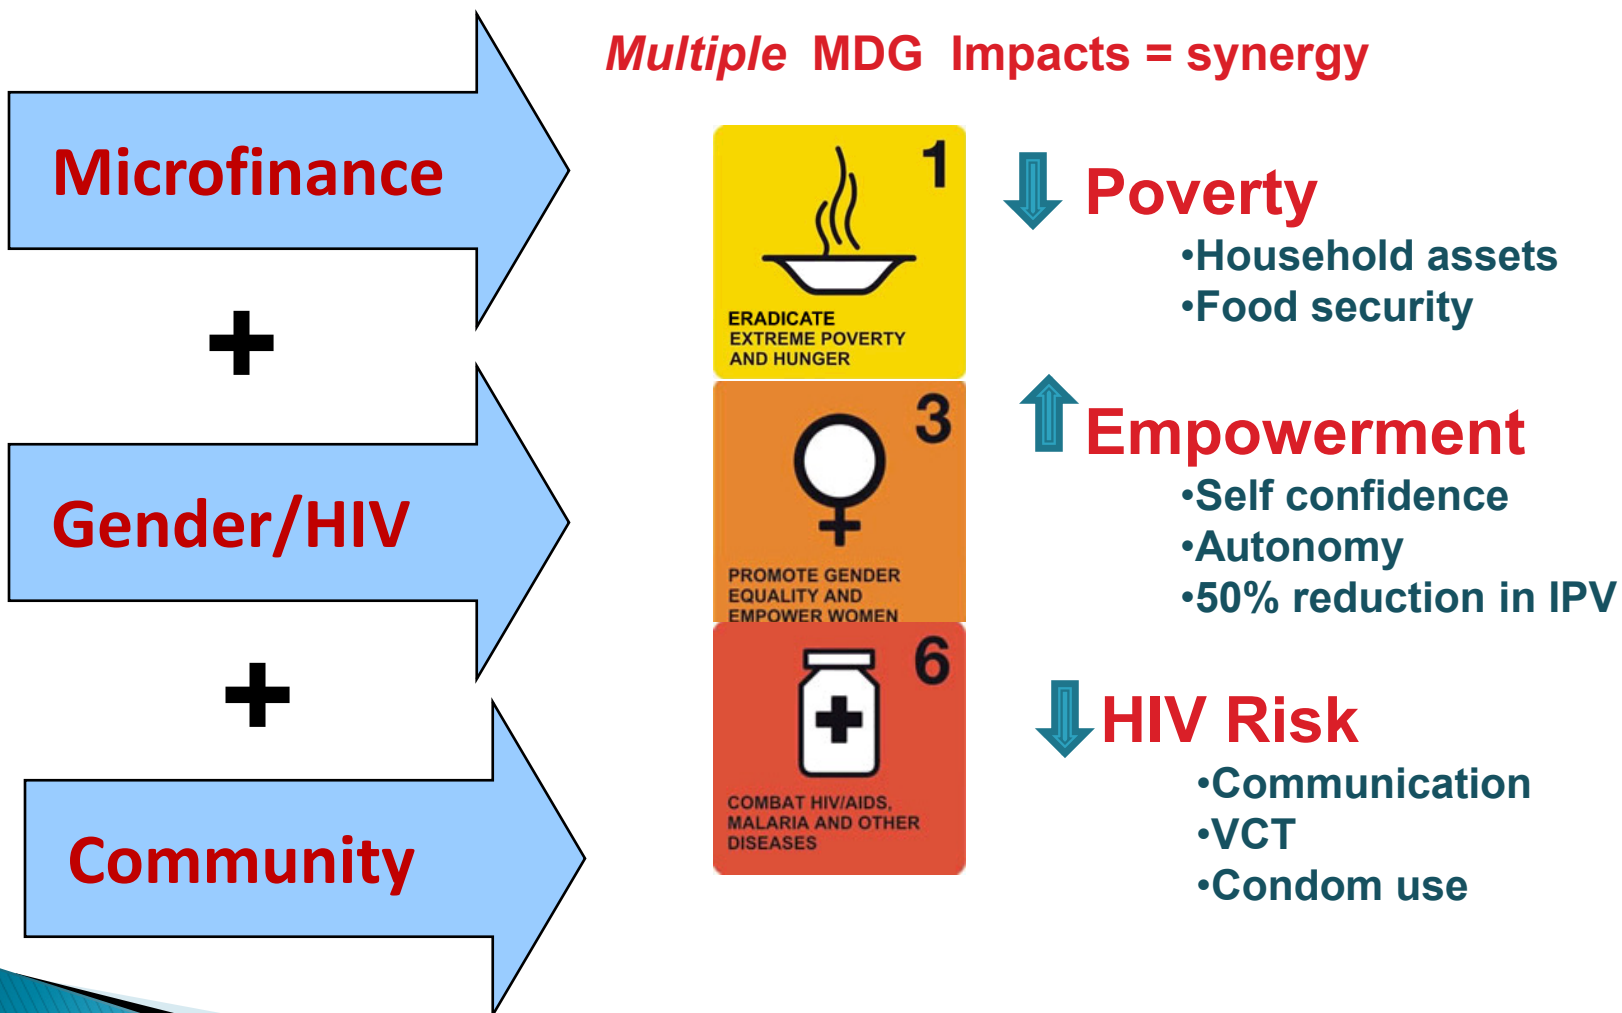 Multiple MDG Impacts = synergy
Microfinance
+
Gender/HIV
+
Community
1
ERADICATE
EXTREME POVERTY
AND HUNGER
3
PROMOTE GENDER
EQUALITY AND
EMPOWER WOMEN
6
COMBAT HIV/AIDS,
MALARIA AND OTHER
DISEASES
Poverty
•Household assets
•Food security
Empowerment
•Self confidence
•Autonomy
•50% reduction in IPV
HIV Risk
•Communication
•VCT
•Condom use